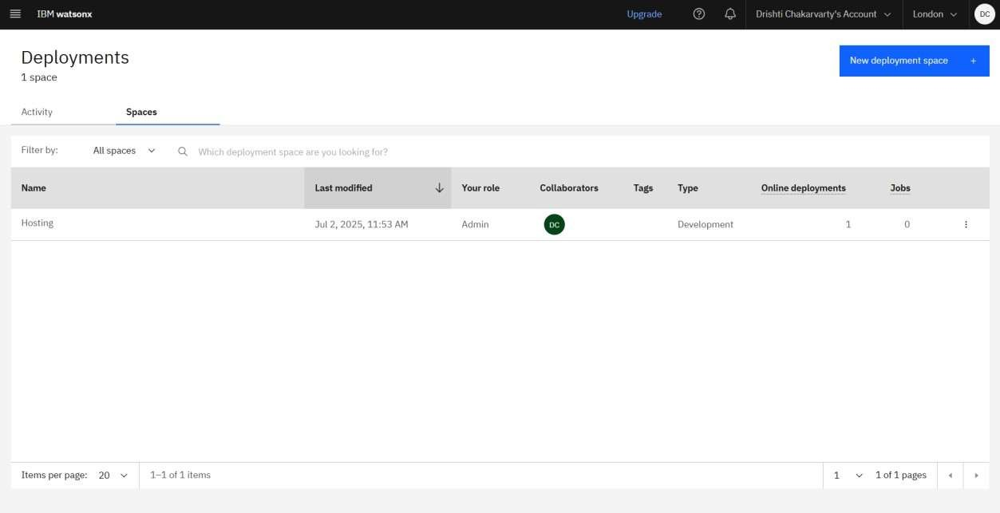 IBM watsonx
Upgrade
Drishti Chakarvarty's Account
London
DC
Deployments
1 space
New deployment space +
Activity
Spaces
Filter by:
All spaces
Which deployment space are you looking for?
Name
Last modified
Your role
Collaborators
Tags
Type
Online deployments
Jobs
Hosting
Jul 2, 2025, 11:53 AM
Admin
DC
Development
1
0
Items per page: 20
1–1 of 1 items
1
1 of 1 pages